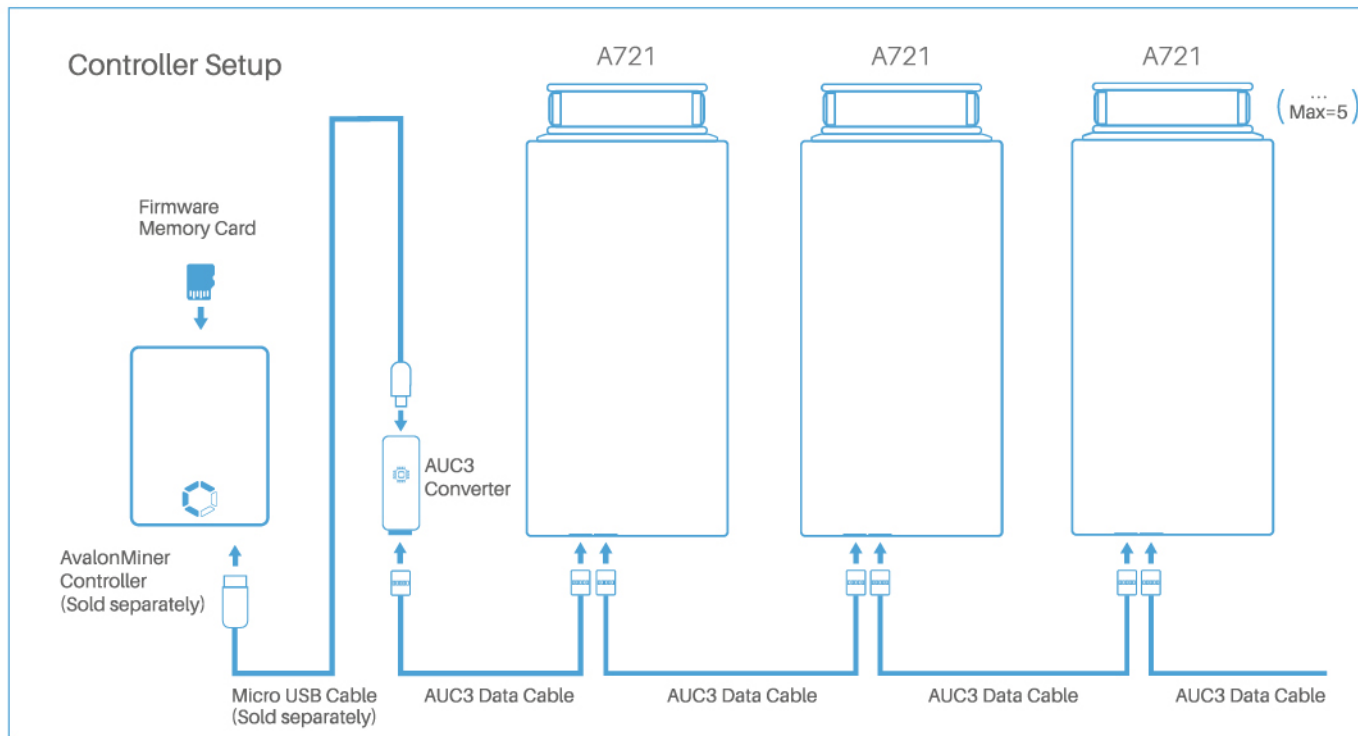 Controller Setup
A721
A721
A721
...
(Max=5)
Firmware
Memory Card
AUC3
Converter
AvalonMiner
Controller
(Sold separately)
Micro USB Cable
(Sold separately)
AUC3 Data Cable
AUC3 Data Cable
AUC3 Data Cable
AUC3 Data Cable